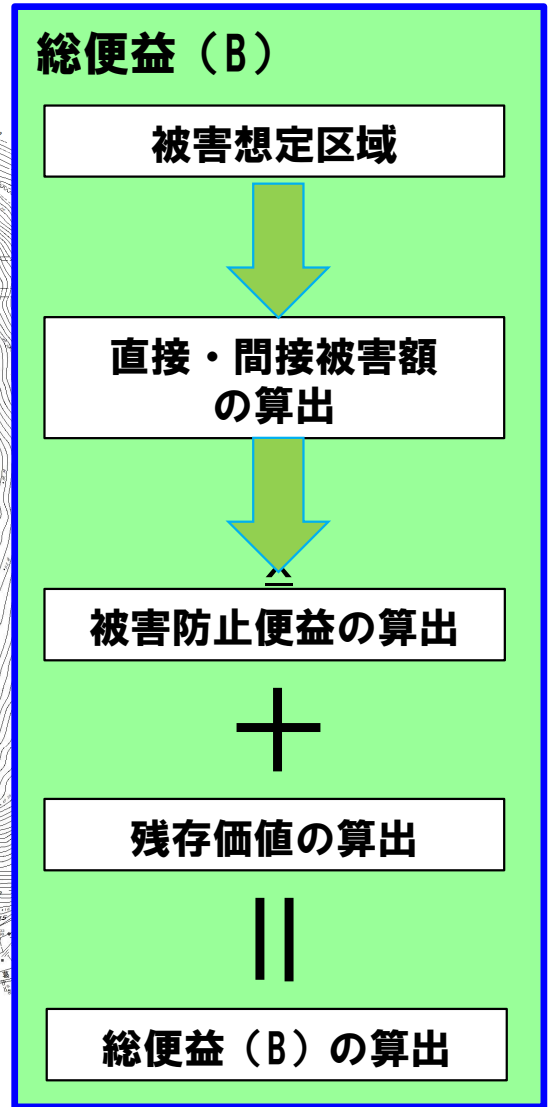 総便益（B）
被害想定区域
直接・間接被害額
の算出
被害防止便益の算出
＋
残存価値の算出
||
総便益（B）の算出